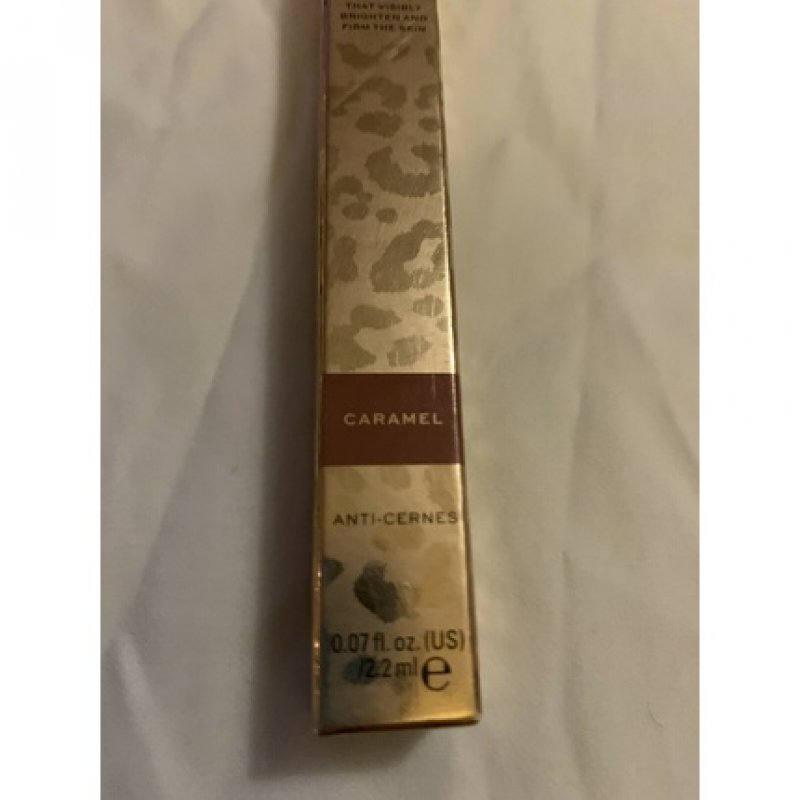 THAT VISIBLY
BRIGHTEN AND
FIRM THE SKIN
CARAMEL
ANTI-CERNES
0.07 fl. oz. (US)
/2.2 ml e